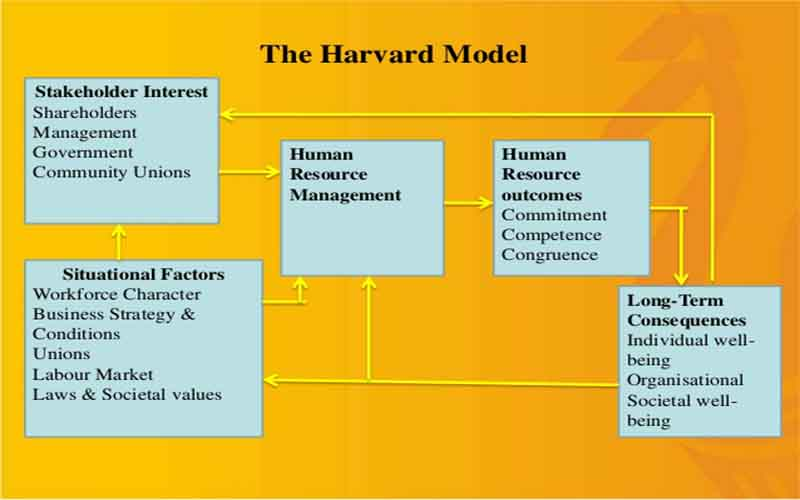 The Harvard Model
Stakeholder Interest
Shareholders
Management
Government
Community Unions
Human
Resource
Management
Human
Resource
outcomes
Commitment
Competence
Congruence
Situational Factors
Workforce Character
Business Strategy &
Conditions
Unions
Labour Market
Laws & Societal values
Long-Term
Consequences
Individual well-
being
Organisational
Societal well-
being